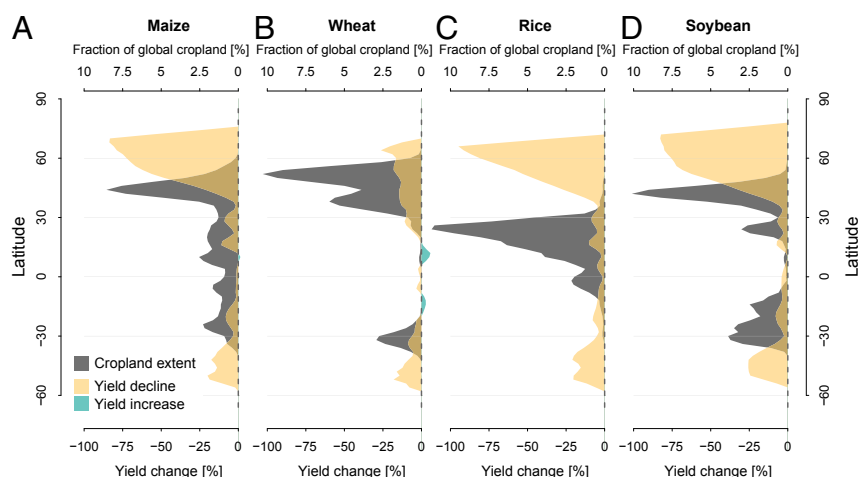 A Maize B Wheat C Rice D Soybean
Fraction of global cropland [%] Fraction of global cropland [%] Fraction of global cropland [%] Fraction of global cropland [%]
10 7.5 5 2.5 0 10 7.5 5 2.5 0 10 7.5 5 2.5 0 10 7.5 5 2.5 0
90 90
60 60
30 30
Latitude Latitude
0 0
−30 −30
−60 −60
Cropland extent
Yield decline
Yield increase
−100 −75 −50 −25 0 −100 −75 −50 −25 0 −100 −75 −50 −25 0 −100 −75 −50 −25 0
Yield change [%] Yield change [%] Yield change [%] Yield change [%]